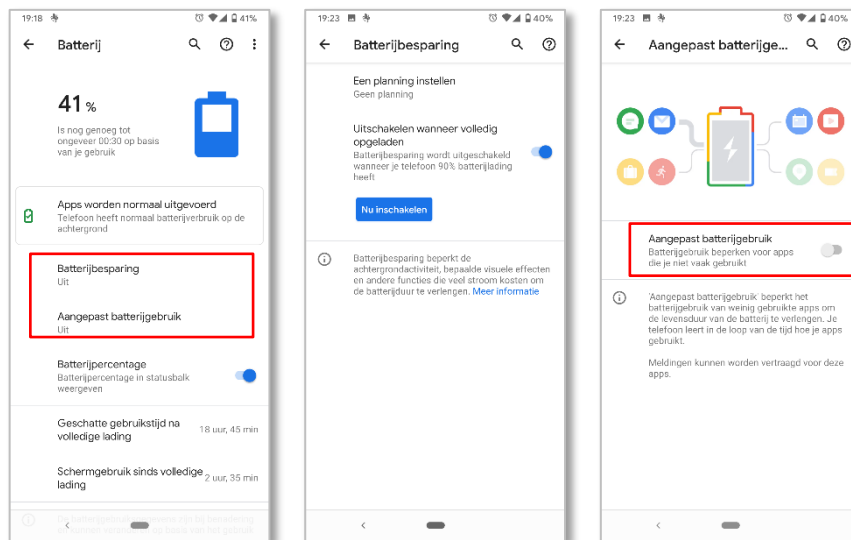 19:18
41%
Batterij
41 %
Is nog genoeg tot
ongeveer 00:30 op basis
van je gebruik
Apps worden normaal uitgevoerd
Telefoon heeft normaal batterijverbruik op de
achtergrond
Batterijbesparing
Uit
Aangepast batterijgebruik
Uit
Batterijpercentage
Batterijpercentage in statusbalk
weergeven
Geschatte gebruikstijd na
volledige lading
18 uur, 45 min
Schermgebruik sinds volledige
lading
2 uur, 35 min
19:23
40%
Batterijbesparing
Een planning instellen
Geen planning
Uitschakelen wanneer volledig
opgeladen
Batterijbesparing wordt uitgeschakeld
wanneer je telefoon 90% batterijlading
heeft
Nu inschakelen
Batterijbesparing beperkt de
achtergrondactiviteit, bepaalde visuele effecten
en andere functies die veel stroom kosten om
de batterijduur te verlengen. Meer informatie
19:23
40%
Aangepast batterijge...
Aangepast batterijgebruik
Batterijgebruik beperken voor apps
die je niet vaak gebruikt
'Aangepast batterijgebruik' beperkt het
batterijgebruik van weinig gebruikte apps om
de levensduur van de batterij te verlengen. Je
telefoon leert in de loop van de tijd hoe je apps
gebruikt.
Meldingen kunnen worden vertraagd voor deze
apps.